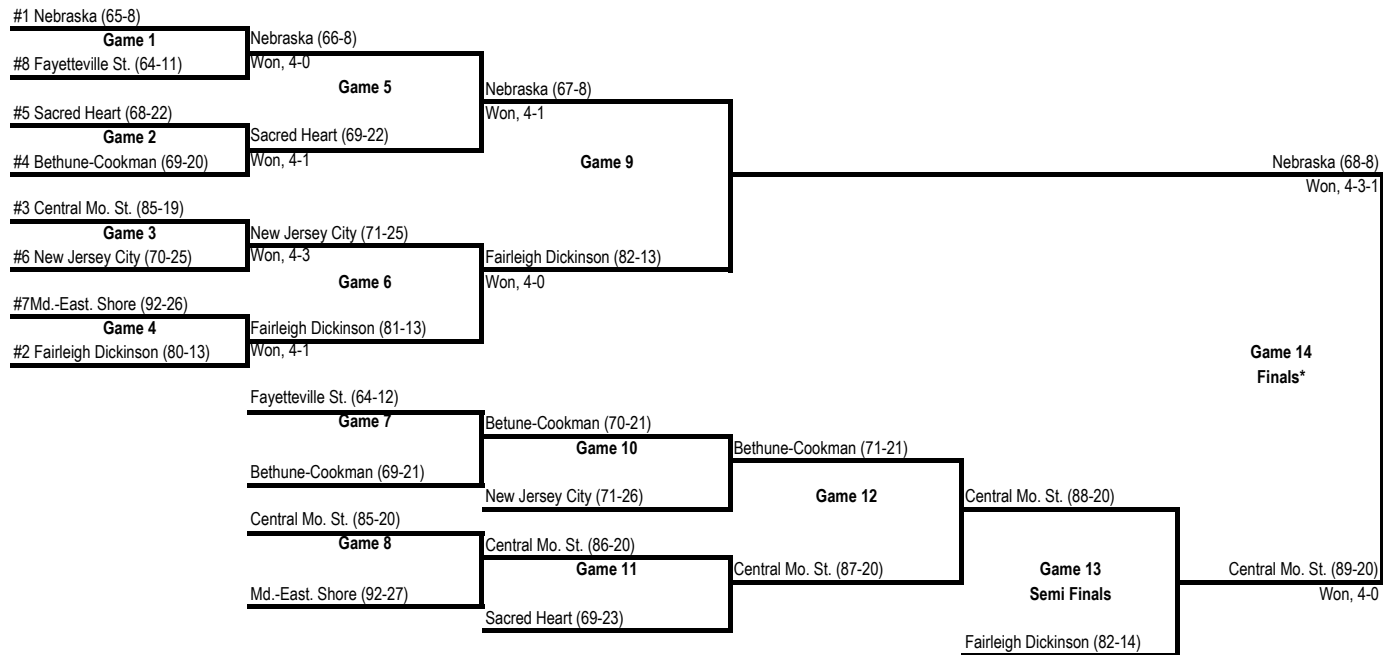 #1 Nebraska (65-8)
Game 1
#8 Fayetteville St. (64-11)
Nebraska (66-8)
Won, 4-0
Game 5
#5 Sacred Heart (68-22)
Game 2
#4 Bethune-Cookman (69-20)
Sacred Heart (69-22)
Won, 4-1
Nebraska (67-8)
Won, 4-1
Game 9
#3 Central Mo. St. (85-19)
Game 3
#6 New Jersey City (70-25)
New Jersey City (71-25)
Won, 4-3
Game 6
#7Md.-East. Shore (92-26)
Game 4
#2 Fairleigh Dickinson (80-13)
Fairleigh Dickinson (81-13)
Won, 4-1
Fairleigh Dickinson (82-13)
Won, 4-0
Nebraska (68-8)
Won, 4-3-1
Game 14
Finals*
Fayetteville St. (64-12)
Game 7
Bethune-Cookman (69-21)
Betune-Cookman (70-21)
Game 10
New Jersey City (71-26)
Bethune-Cookman (71-21)
Game 12
Central Mo. St. (85-20)
Game 8
Md.-East. Shore (92-27)
Central Mo. St. (86-20)
Game 11
Sacred Heart (69-23)
Central Mo. St. (87-20)
Central Mo. St. (88-20)
Game 13
Semi Finals
Fairleigh Dickinson (82-14)
Central Mo. St. (89-20)
Won, 4-0